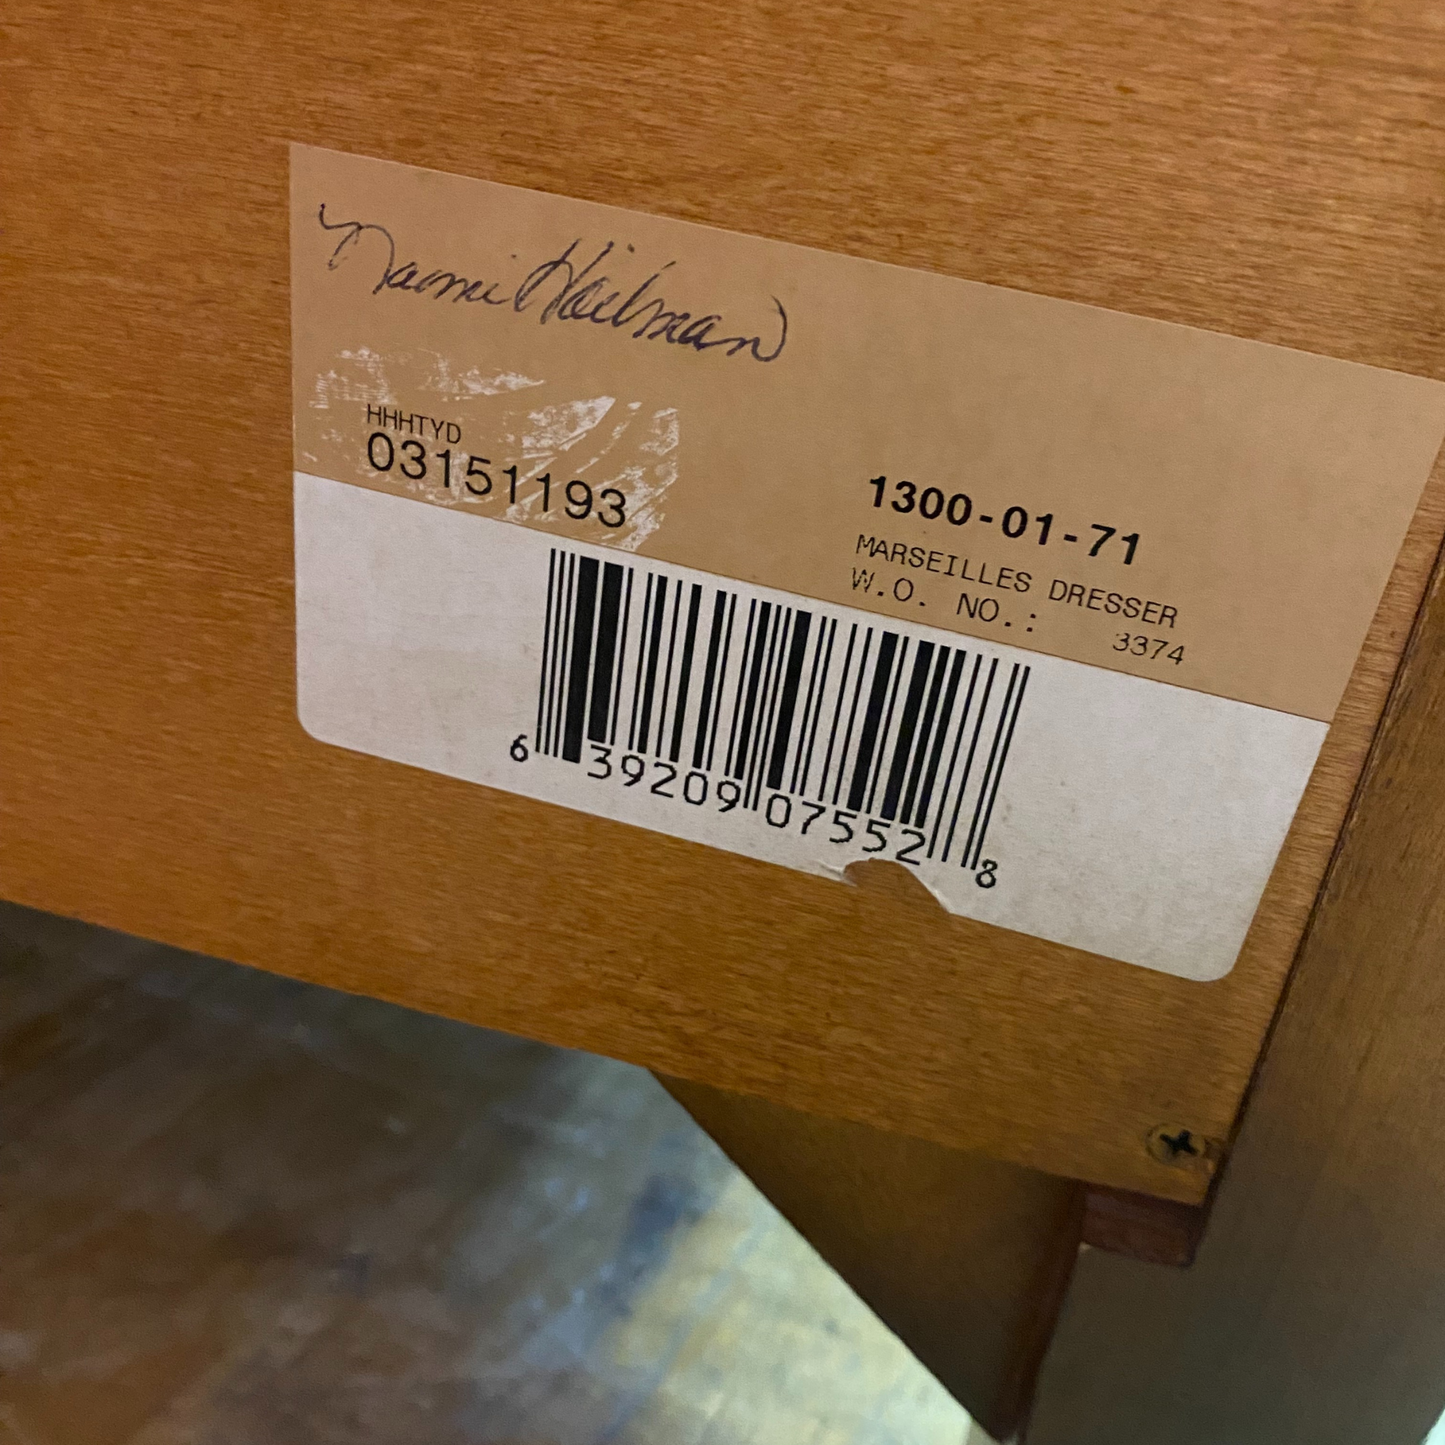 Naomi Heilman
HHHTYD
03151193
1300-01-71
MARSEILLES DRESSER
W.O. NO.: 3374
6 39209 07552 8